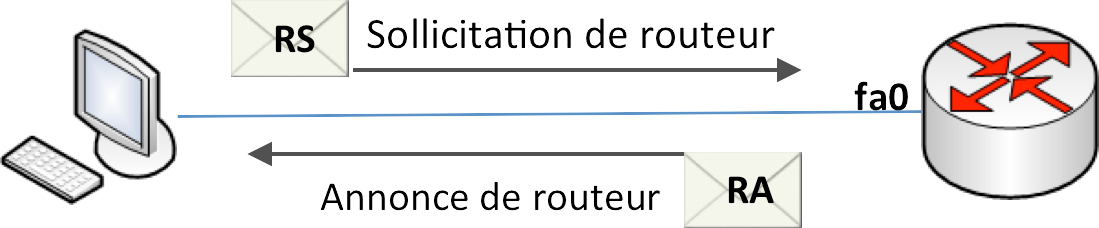 RS
Sollicitation de routeur
fa0
Annonce de routeur
RA